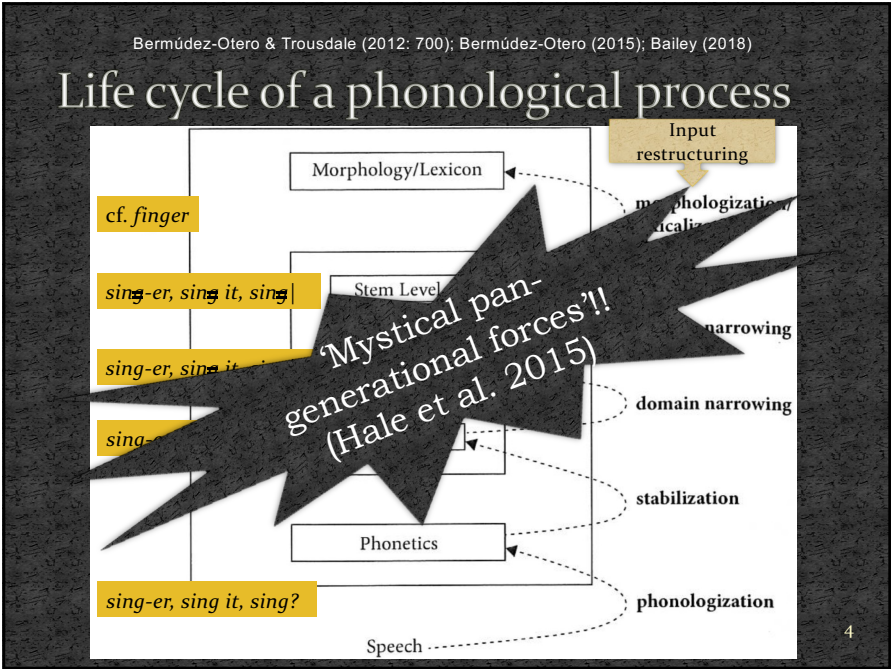 Bermúdez-Otero & Trousdale (2012: 700); Bermúdez-Otero (2015); Bailey (2018)
Life cycle of a phonological process
Input
restructuring
Morphology/Lexicon
cf. finger
sing-er, sing it, sing|
Stem Level
'Mystical pan-
generational forces'!!
(Hale et al. 2015)
narrowing
sing-er, sing it
domain narrowing
stabilization
Phonetics
sing-er, sing it, sing?
phonologization
Speech
4